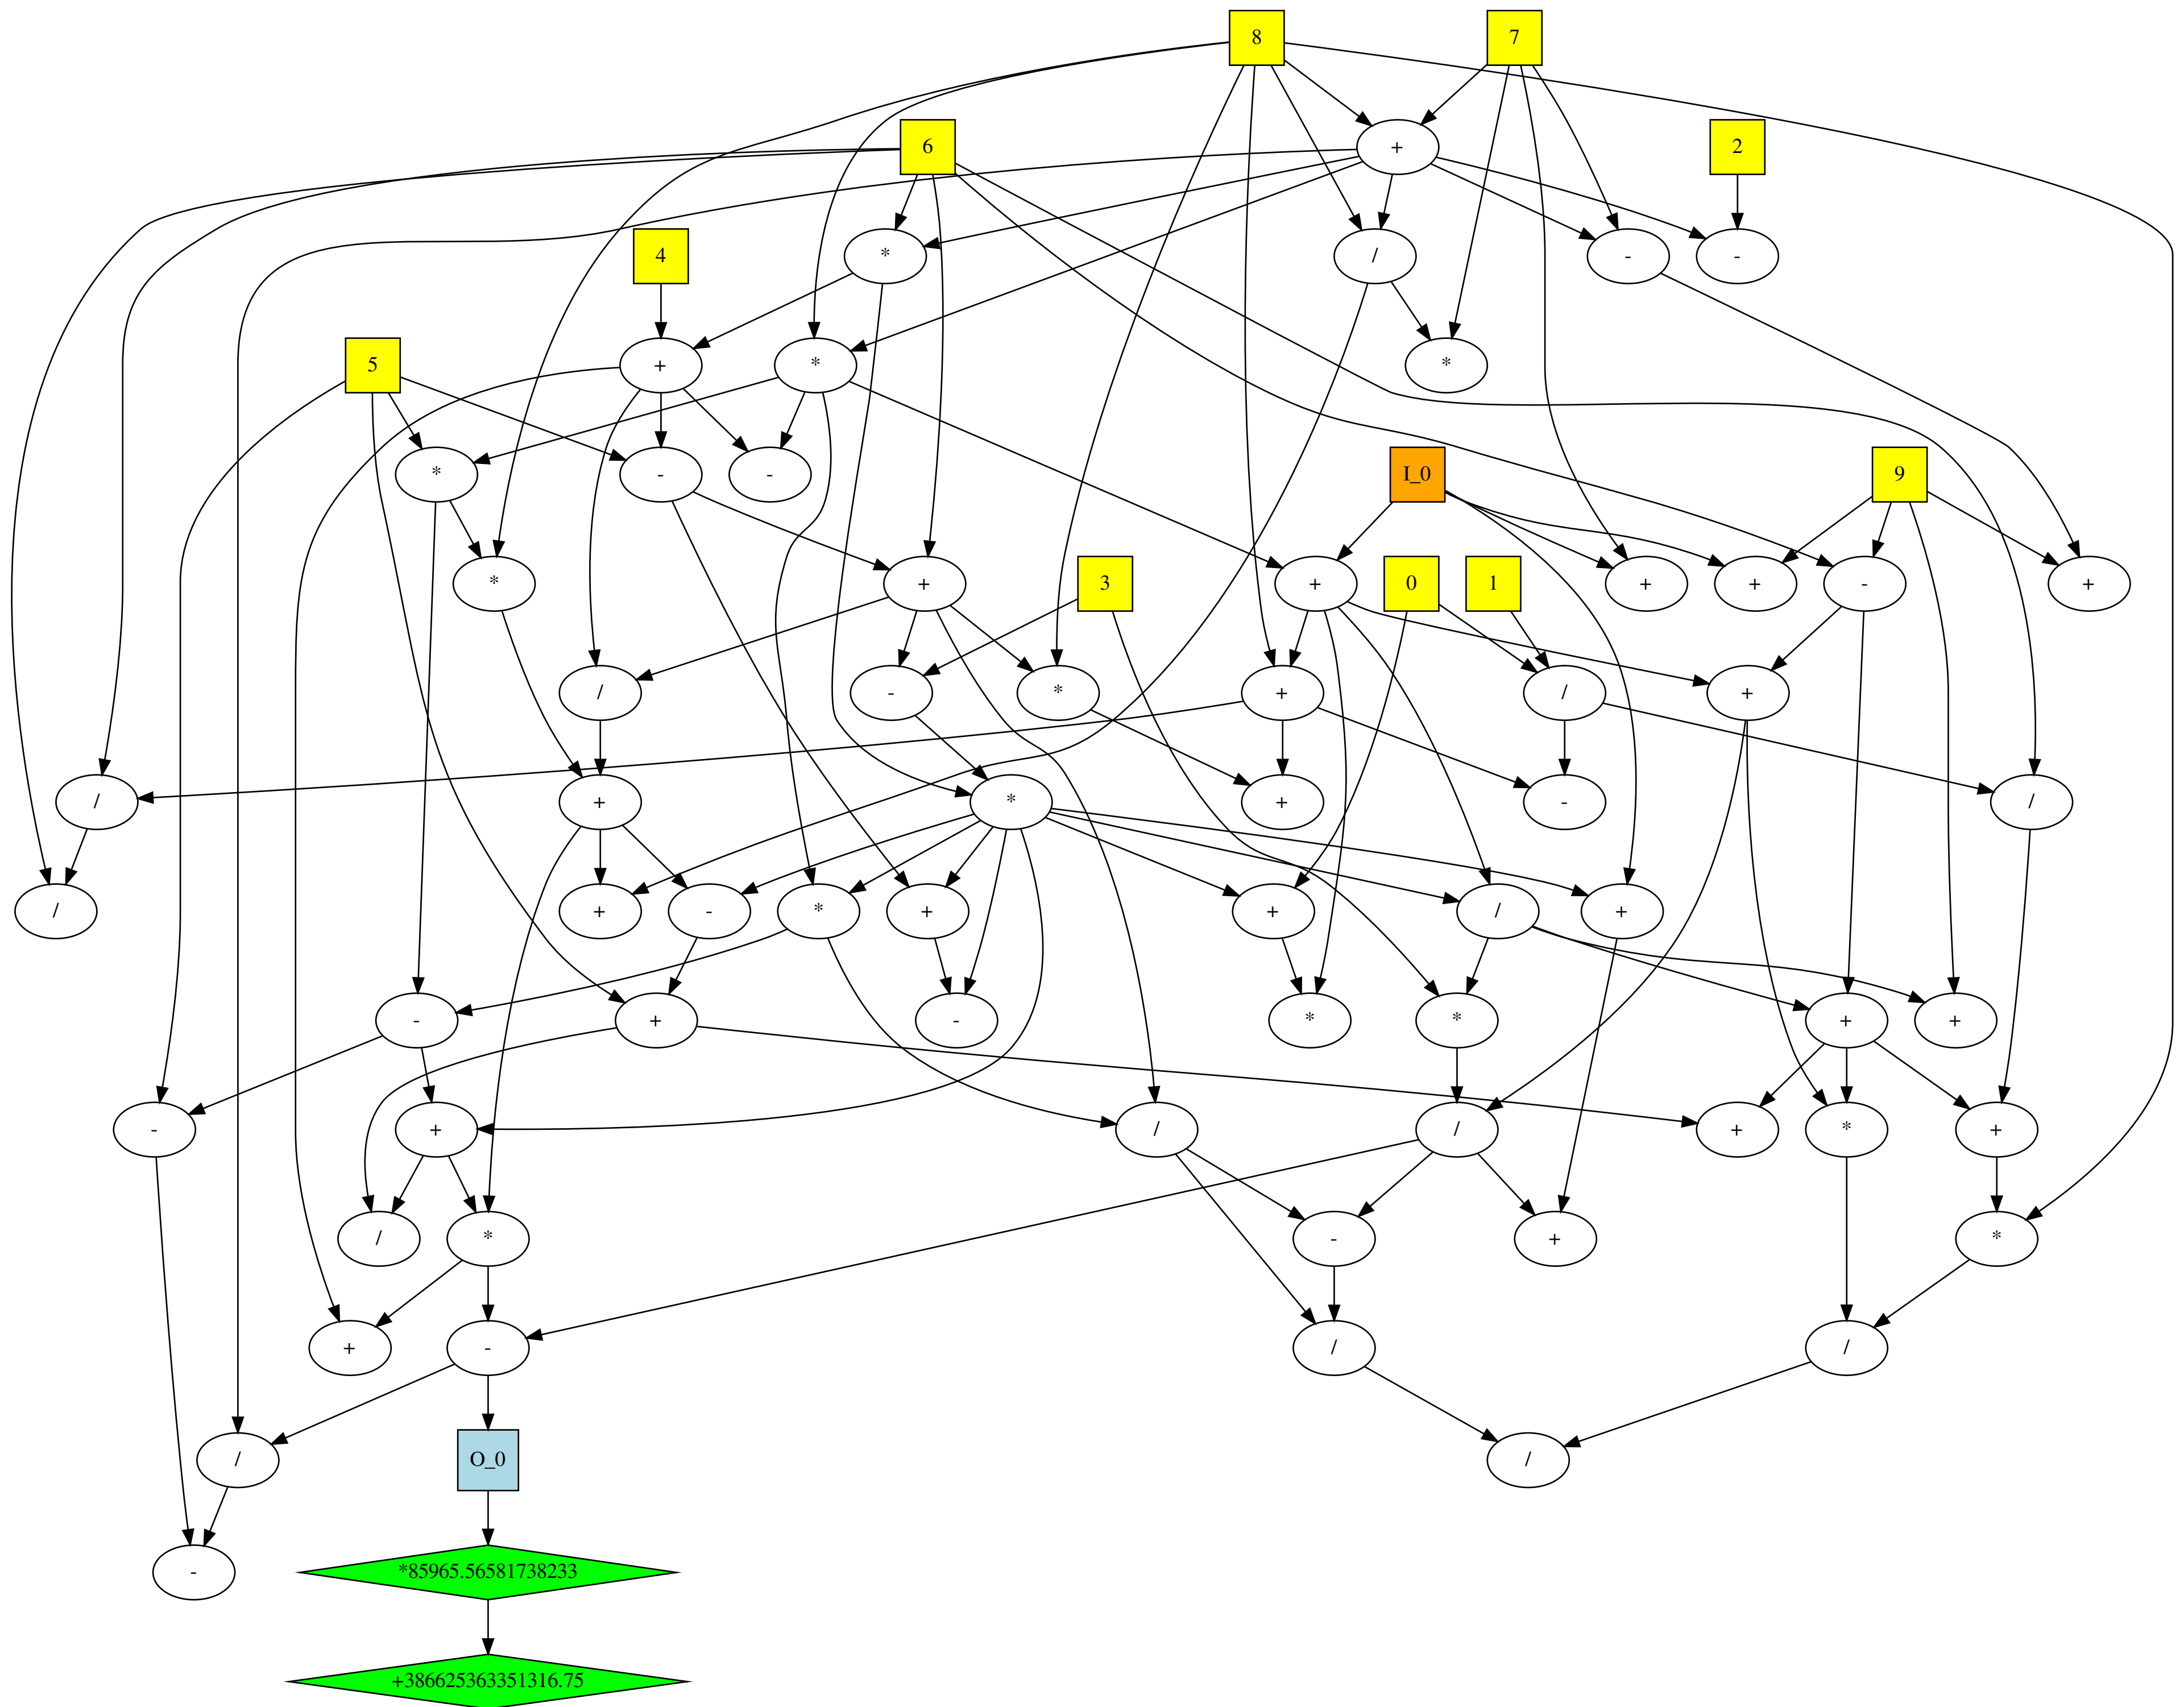 8 7
6 + 2
* / - -
4
5 + * *
* - - I_0 9
* + 3 + 0 1 + + - +
/ - * + / +
/ + * + - /
/ + - * + + / +
- + - * * + +
- + / / + * +
/ * - + *
+ - / /
/ O_0 /
- *85965.56581738233
+386625363351316.75